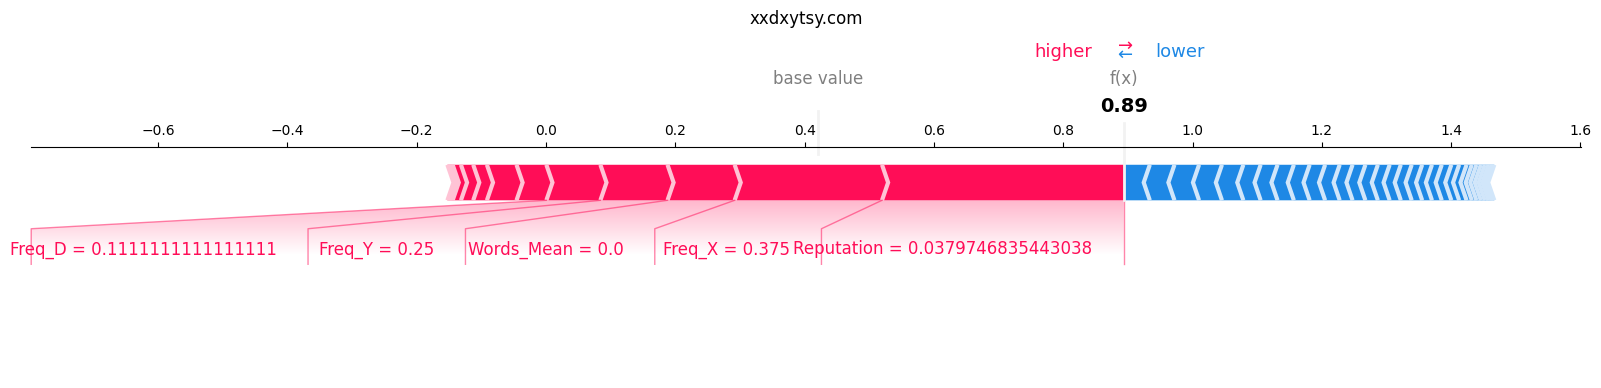 xxdxytsy.com
higher → ← lower
base value f(x)
0.89
−0.6 −0.4 −0.2 0.0 0.2 0.4 0.6 0.8 1.0 1.2 1.4 1.6
Freq_D = 0.1111111111111111 Freq_Y = 0.25 Words_Mean = 0.0 Freq_X = 0.375 Reputation = 0.0379746835443038